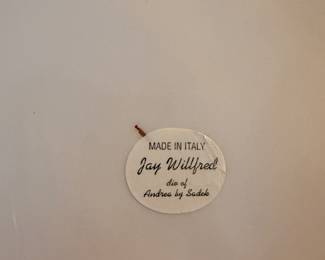 MADE IN ITALY
Jay Willfred
div of
Andrea by Sadek